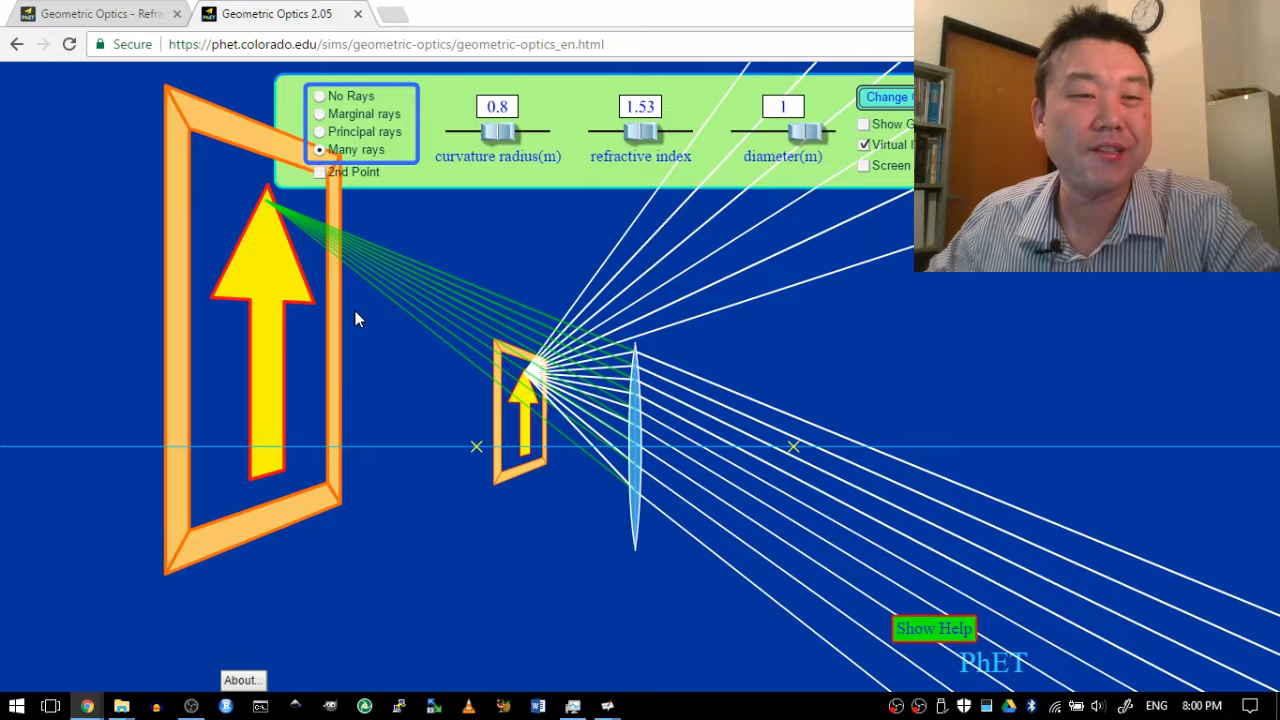 Geometric Optics - Refra
Geometric Optics 2.05
Secure
https://phet.colorado.edu/sims/geometric-optics/geometric-optics_en.html
No Rays
Marginal rays
Principal rays
Many rays
2nd Point
0.8
curvature radius(m)
1.53
refractive index
1
diameter(m)
Change
Show G
Virtual I
Screen
Show Help
PhET
About...
ENG
8:00 PM